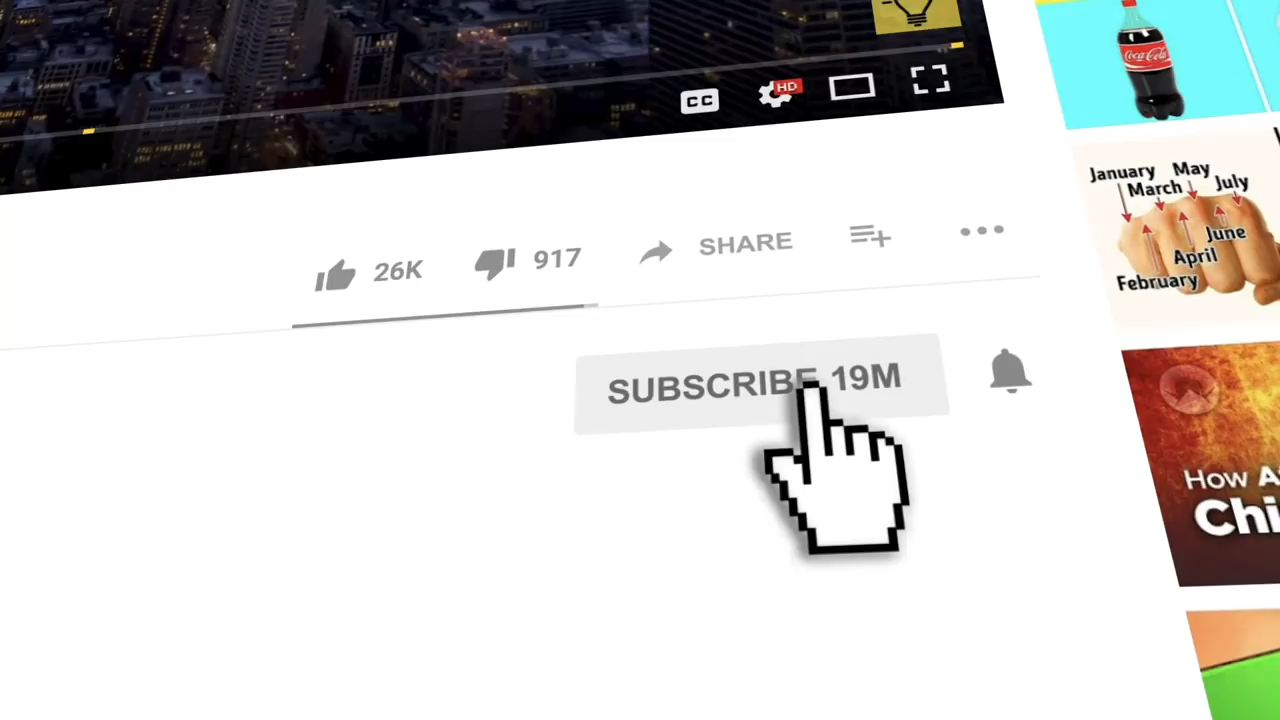 CC
HD
Coca-Cola
January
May
March
July
June
April
February
26K
917
SHARE
SUBSCRIBE 19M
How
Chi